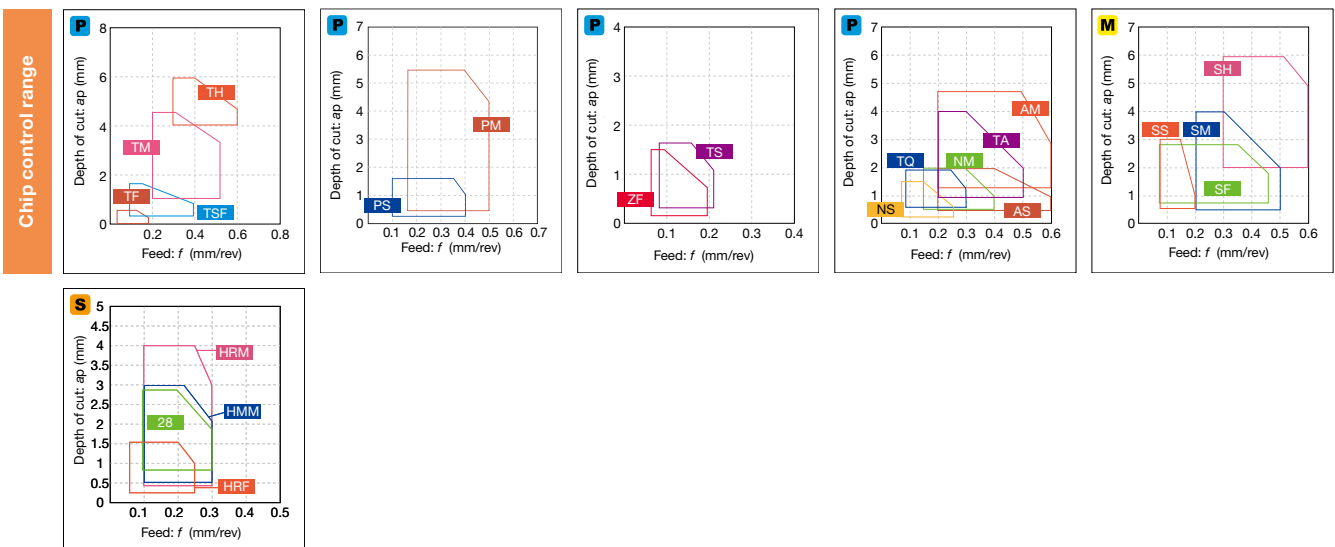 Chip control range
P
Depth of cut: ap (mm)
8
6
4
2
0
0.2 0.4 0.6 0.8
Feed: f (mm/rev)
TH
TM
TF
TSF
P
Depth of cut: ap (mm)
7
6
5
4
3
2
1
0
0.1 0.2 0.3 0.4 0.5 0.6 0.7
Feed: f (mm/rev)
PM
PS
P
Depth of cut: ap (mm)
4
3
2
1
0
0.1 0.2 0.3 0.4
Feed: f (mm/rev)
TS
ZF
P
Depth of cut: ap (mm)
7
6
5
4
3
2
1
0
0.1 0.2 0.3 0.4 0.5 0.6
Feed: f (mm/rev)
AM
TA
TQ
NM
NS
AS
M
Depth of cut: ap (mm)
7
6
5
4
3
2
1
0
0.1 0.2 0.3 0.4 0.5 0.6
Feed: f (mm/rev)
SH
SS
SM
SF
S
Depth of cut: ap (mm)
5
4.5
4
3.5
3
2.5
2
1.5
1
0.5
0
0.1 0.2 0.3 0.4 0.5
Feed: f (mm/rev)
HRM
HMM
28
HRF